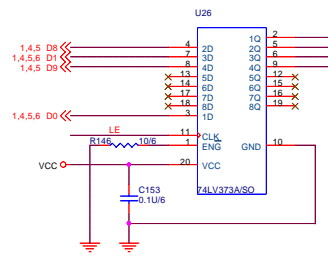 U26
1Q 2
1,4,5 D8 4 2D 2Q 5
1,4,5,6 D1 7 3D 3Q 6
1,4,5 D9 8 4D 4Q 9
13 5D 5Q 12
14 6D 6Q 15
17 7D 7Q 16
18 8D 8Q 19
1,4,5,6 D0 3 1D
LE 11 CLK
R146 10/6 1 ENG GND 10
VCC 20 VCC
C153
0.1U/6
74LV373A/SO